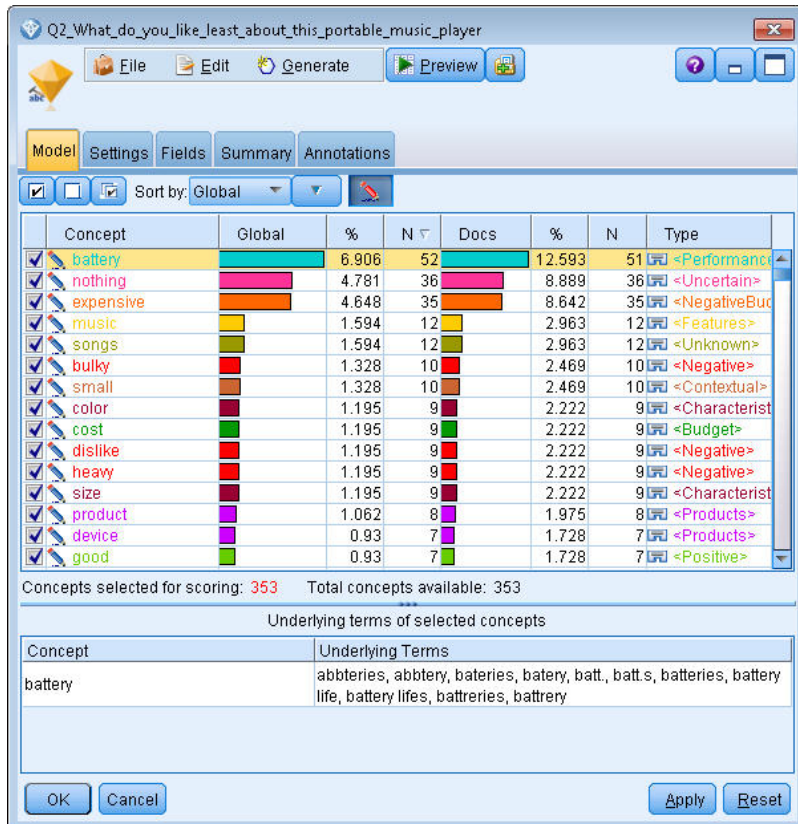 Q2_What_do_you_like_least_about_this_portable_music_player
File Edit Generate Preview
abc
Model Settings Fields Summary Annotations
Sort by: Global
Concept Global % N Docs % N Type
battery 6.906 52 12.593 51 <Performance
nothing 4.781 36 8.889 36 <Uncertain>
expensive 4.648 35 8.642 35 <NegativeBud
music 1.594 12 2.963 12 <Features>
songs 1.594 12 2.963 12 <Unknown>
bulky 1.328 10 2.469 10 <Negative>
small 1.328 10 2.469 10 <Contextual>
color 1.195 9 2.222 9 <Characterist
cost 1.195 9 2.222 9 <Budget>
dislike 1.195 9 2.222 9 <Negative>
heavy 1.195 9 2.222 9 <Negative>
size 1.195 9 2.222 9 <Characterist
product 1.062 8 1.975 8 <Products>
device 0.93 7 1.728 7 <Products>
good 0.93 7 1.728 7 <Positive>
Concepts selected for scoring: 353 Total concepts available: 353
Underlying terms of selected concepts
Concept Underlying Terms
battery abbteries, abbtery, bateries, batery, batt., batt.s, batteries, battery
life, battery lifes, battreries, battrery
OK Cancel Apply Reset